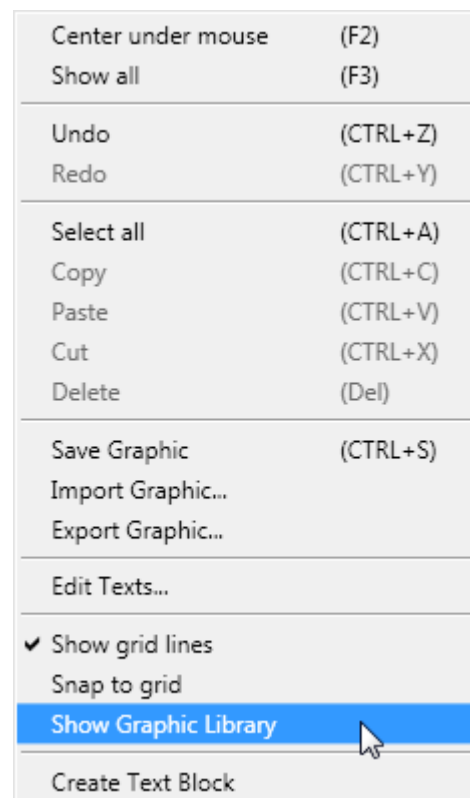 Center under mouse (F2)
Show all (F3)
Undo (CTRL+Z)
Redo (CTRL+Y)
Select all (CTRL+A)
Copy (CTRL+C)
Paste (CTRL+V)
Cut (CTRL+X)
Delete (Del)
Save Graphic (CTRL+S)
Import Graphic...
Export Graphic...
Edit Texts...
Show grid lines
Snap to grid
Show Graphic Library
Create Text Block